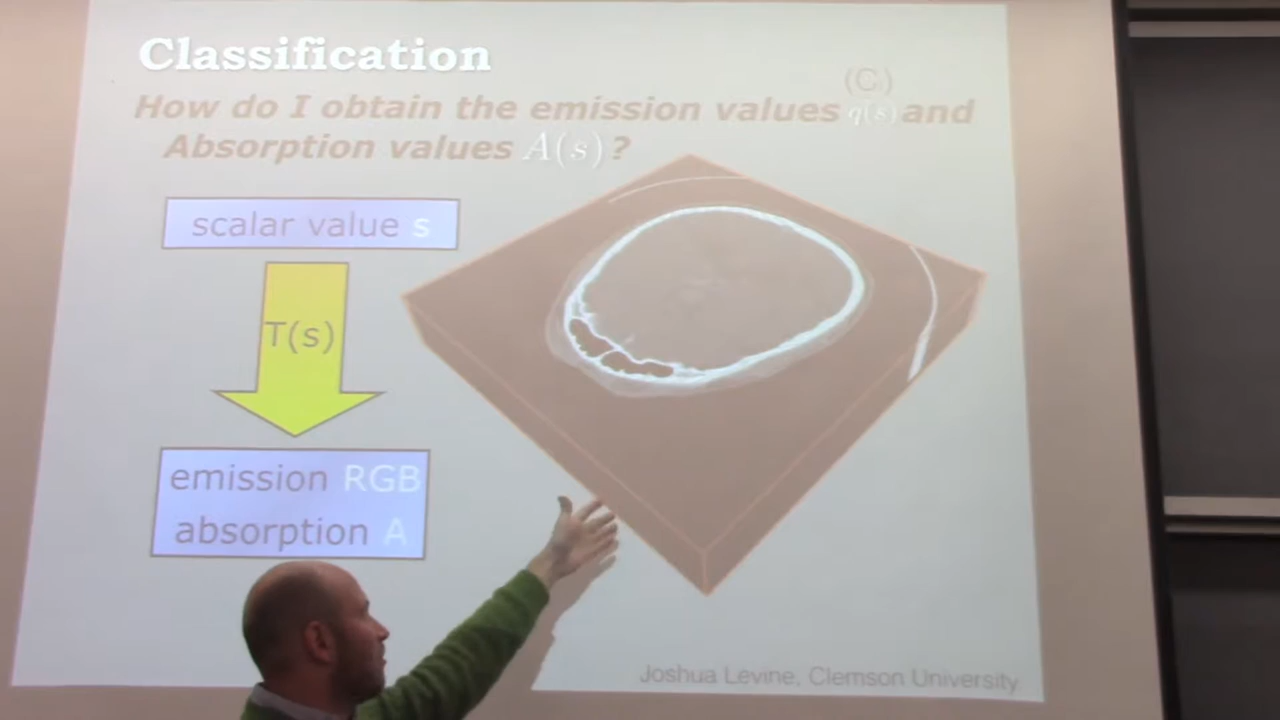 Classification
(C)
How do I obtain the emission values q(s) and
Absorption values A(s)?
scalar value s
T(s)
emission RGB
absorption A
Joshua Levine, Clemson University